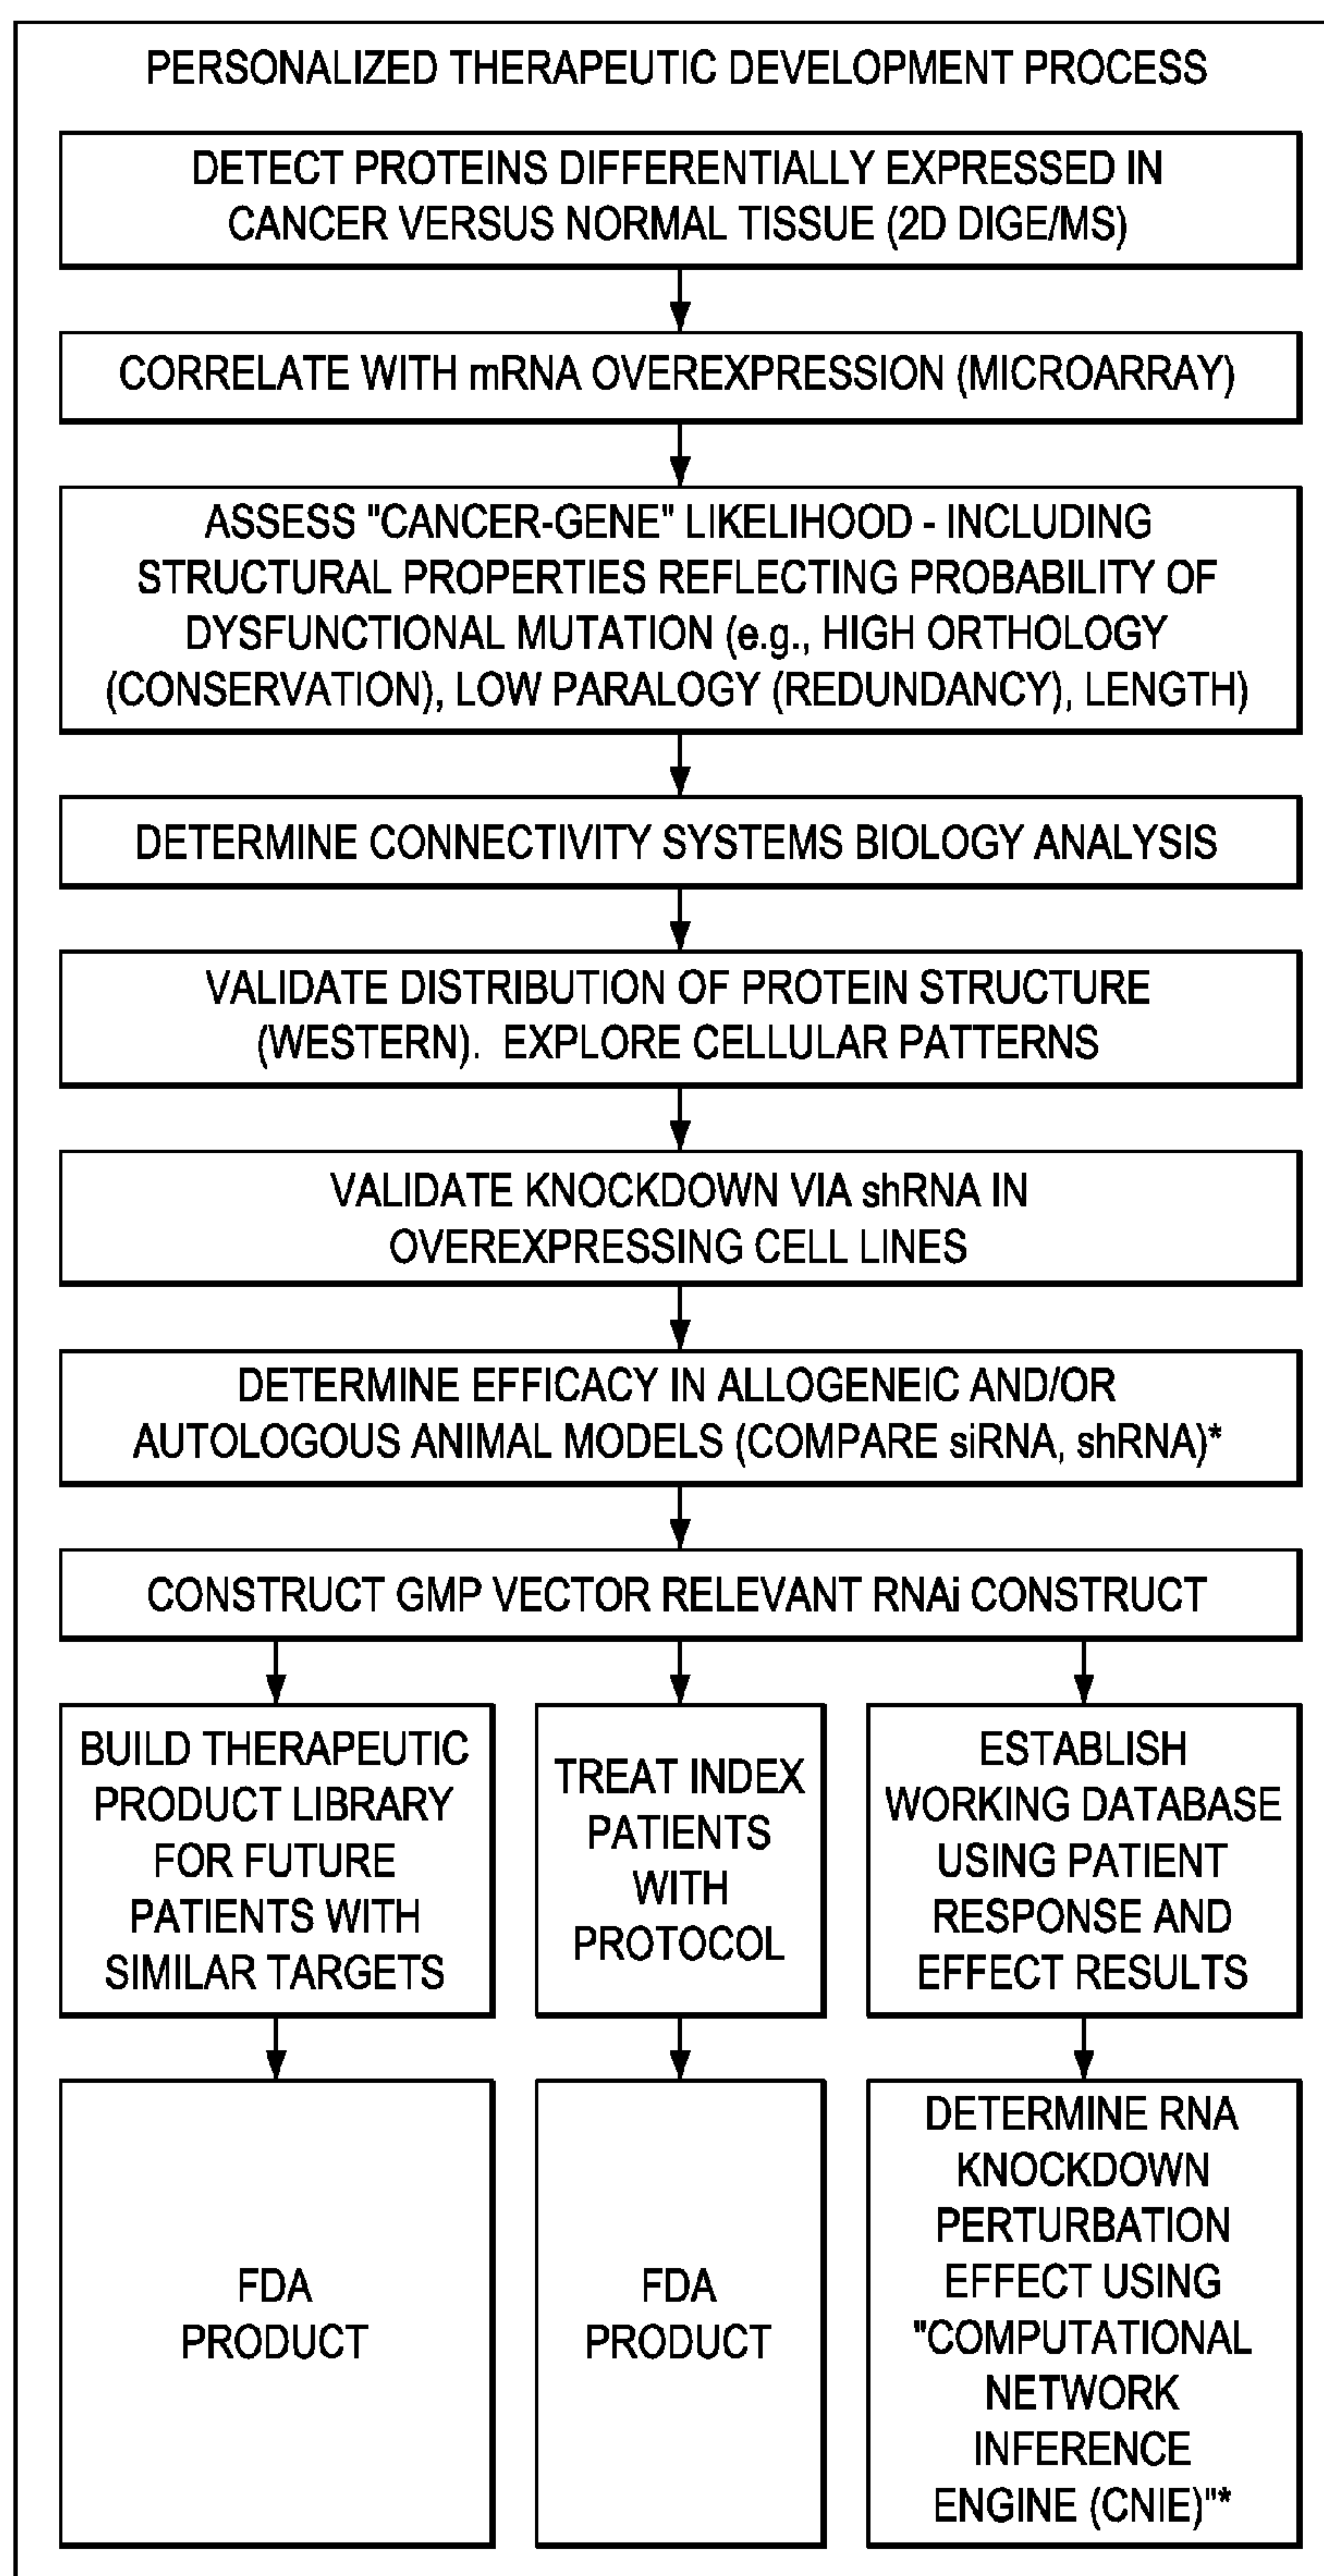 PERSONALIZED THERAPEUTIC DEVELOPMENT PROCESS
DETECT PROTEINS DIFFERENTIALLY EXPRESSED IN
CANCER VERSUS NORMAL TISSUE (2D DIGE/MS)
CORRELATE WITH mRNA OVEREXPRESSION (MICROARRAY)
ASSESS "CANCER-GENE" LIKELIHOOD - INCLUDING
STRUCTURAL PROPERTIES REFLECTING PROBABILITY OF
DYSFUNCTIONAL MUTATION (e.g., HIGH ORTHOLOGY
(CONSERVATION), LOW PARALOGY (REDUNDANCY), LENGTH)
DETERMINE CONNECTIVITY SYSTEMS BIOLOGY ANALYSIS
VALIDATE DISTRIBUTION OF PROTEIN STRUCTURE
(WESTERN). EXPLORE CELLULAR PATTERNS
VALIDATE KNOCKDOWN VIA shRNA IN
OVEREXPRESSING CELL LINES
DETERMINE EFFICACY IN ALLOGENEIC AND/OR
AUTOLOGOUS ANIMAL MODELS (COMPARE siRNA, shRNA)*
CONSTRUCT GMP VECTOR RELEVANT RNAi CONSTRUCT
BUILD THERAPEUTIC
PRODUCT LIBRARY
FOR FUTURE
PATIENTS WITH
SIMILAR TARGETS
TREAT INDEX
PATIENTS
WITH
PROTOCOL
ESTABLISH
WORKING DATABASE
USING PATIENT
RESPONSE AND
EFFECT RESULTS
FDA
PRODUCT
FDA
PRODUCT
DETERMINE RNA
KNOCKDOWN
PERTURBATION
EFFECT USING
"COMPUTATIONAL
NETWORK
INFERENCE
ENGINE (CNIE)"*